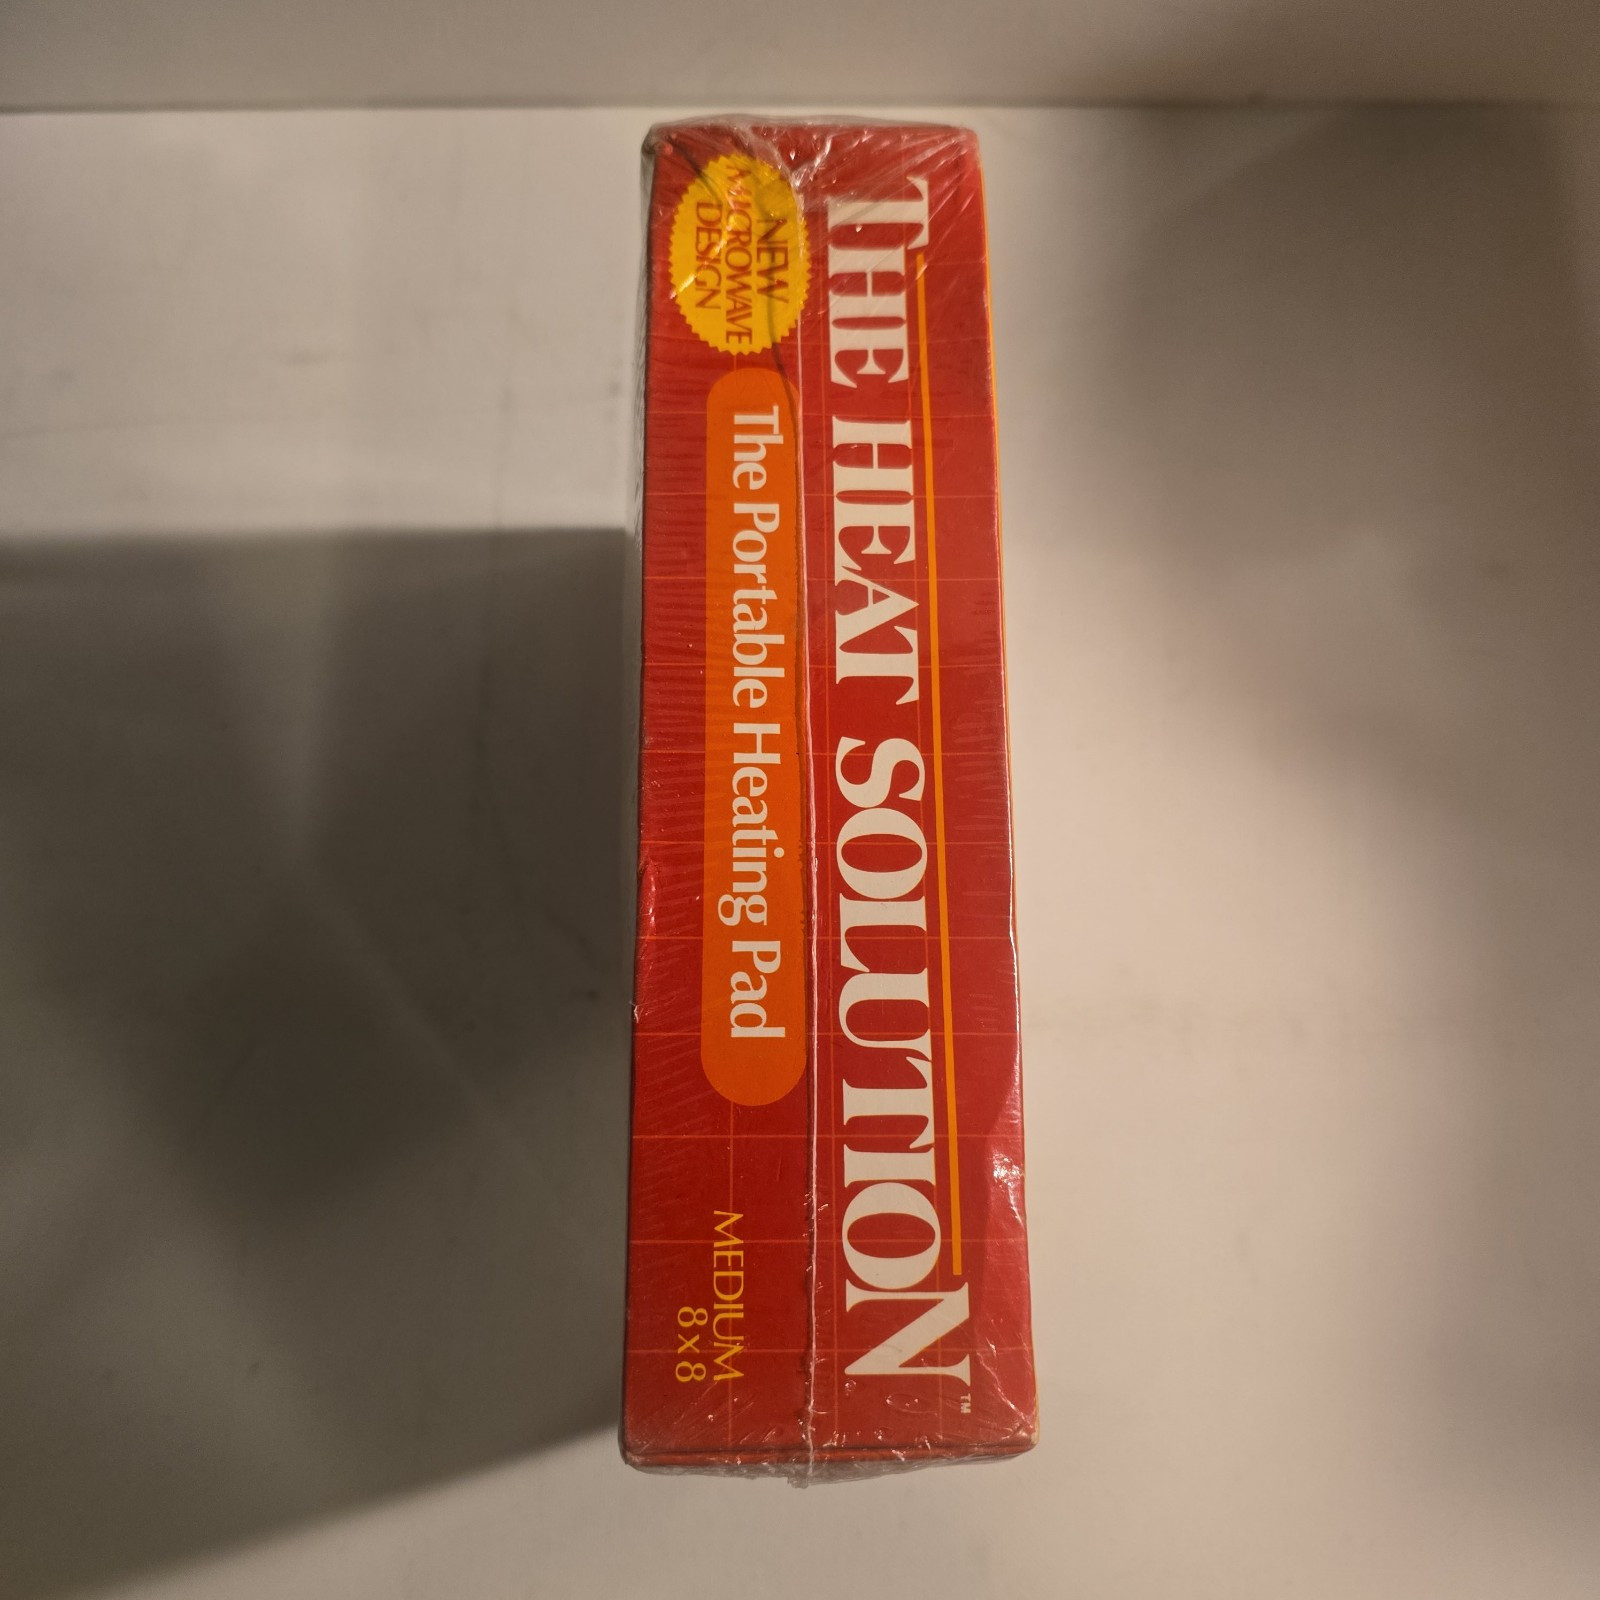 THE HEAT SOLUTION™
NEW
MICROWAVE
DESIGN
The Portable Heating Pad
MEDIUM
8 x 8